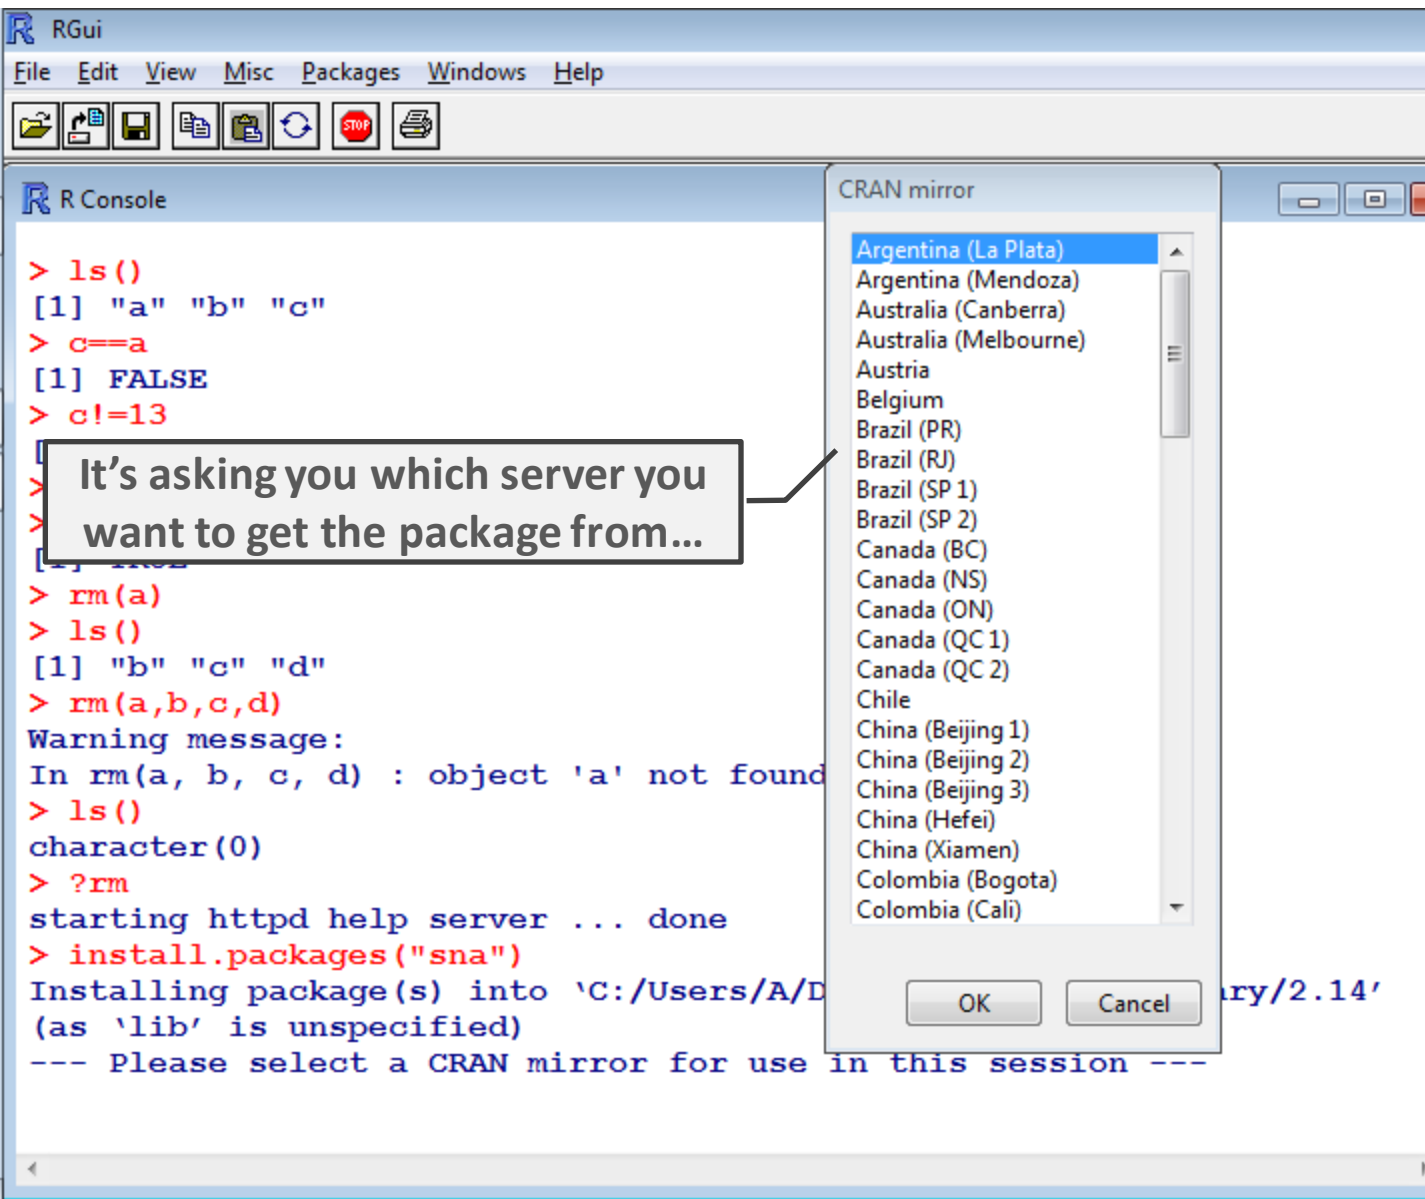 RGui
File Edit View Misc Packages Windows Help
STOP
R Console
> ls()
[1] "a" "b" "c"
> c==a
[1] FALSE
> c!=13
[
>
>
[1] TRUE
> rm(a)
> ls()
[1] "b" "c" "d"
> rm(a,b,c,d)
Warning message:
In rm(a, b, c, d) : object 'a' not found
> ls()
character(0)
> ?rm
starting httpd help server ... done
> install.packages("sna")
Installing package(s) into ‘C:/Users/A/D ry/2.14’
(as ‘lib’ is unspecified)
--- Please select a CRAN mirror for use in this session ---
It’s asking you which server you
want to get the package from…
CRAN mirror
Argentina (La Plata)
Argentina (Mendoza)
Australia (Canberra)
Australia (Melbourne)
Austria
Belgium
Brazil (PR)
Brazil (RJ)
Brazil (SP 1)
Brazil (SP 2)
Canada (BC)
Canada (NS)
Canada (ON)
Canada (QC 1)
Canada (QC 2)
Chile
China (Beijing 1)
China (Beijing 2)
China (Beijing 3)
China (Hefei)
China (Xiamen)
Colombia (Bogota)
Colombia (Cali)
OK
Cancel